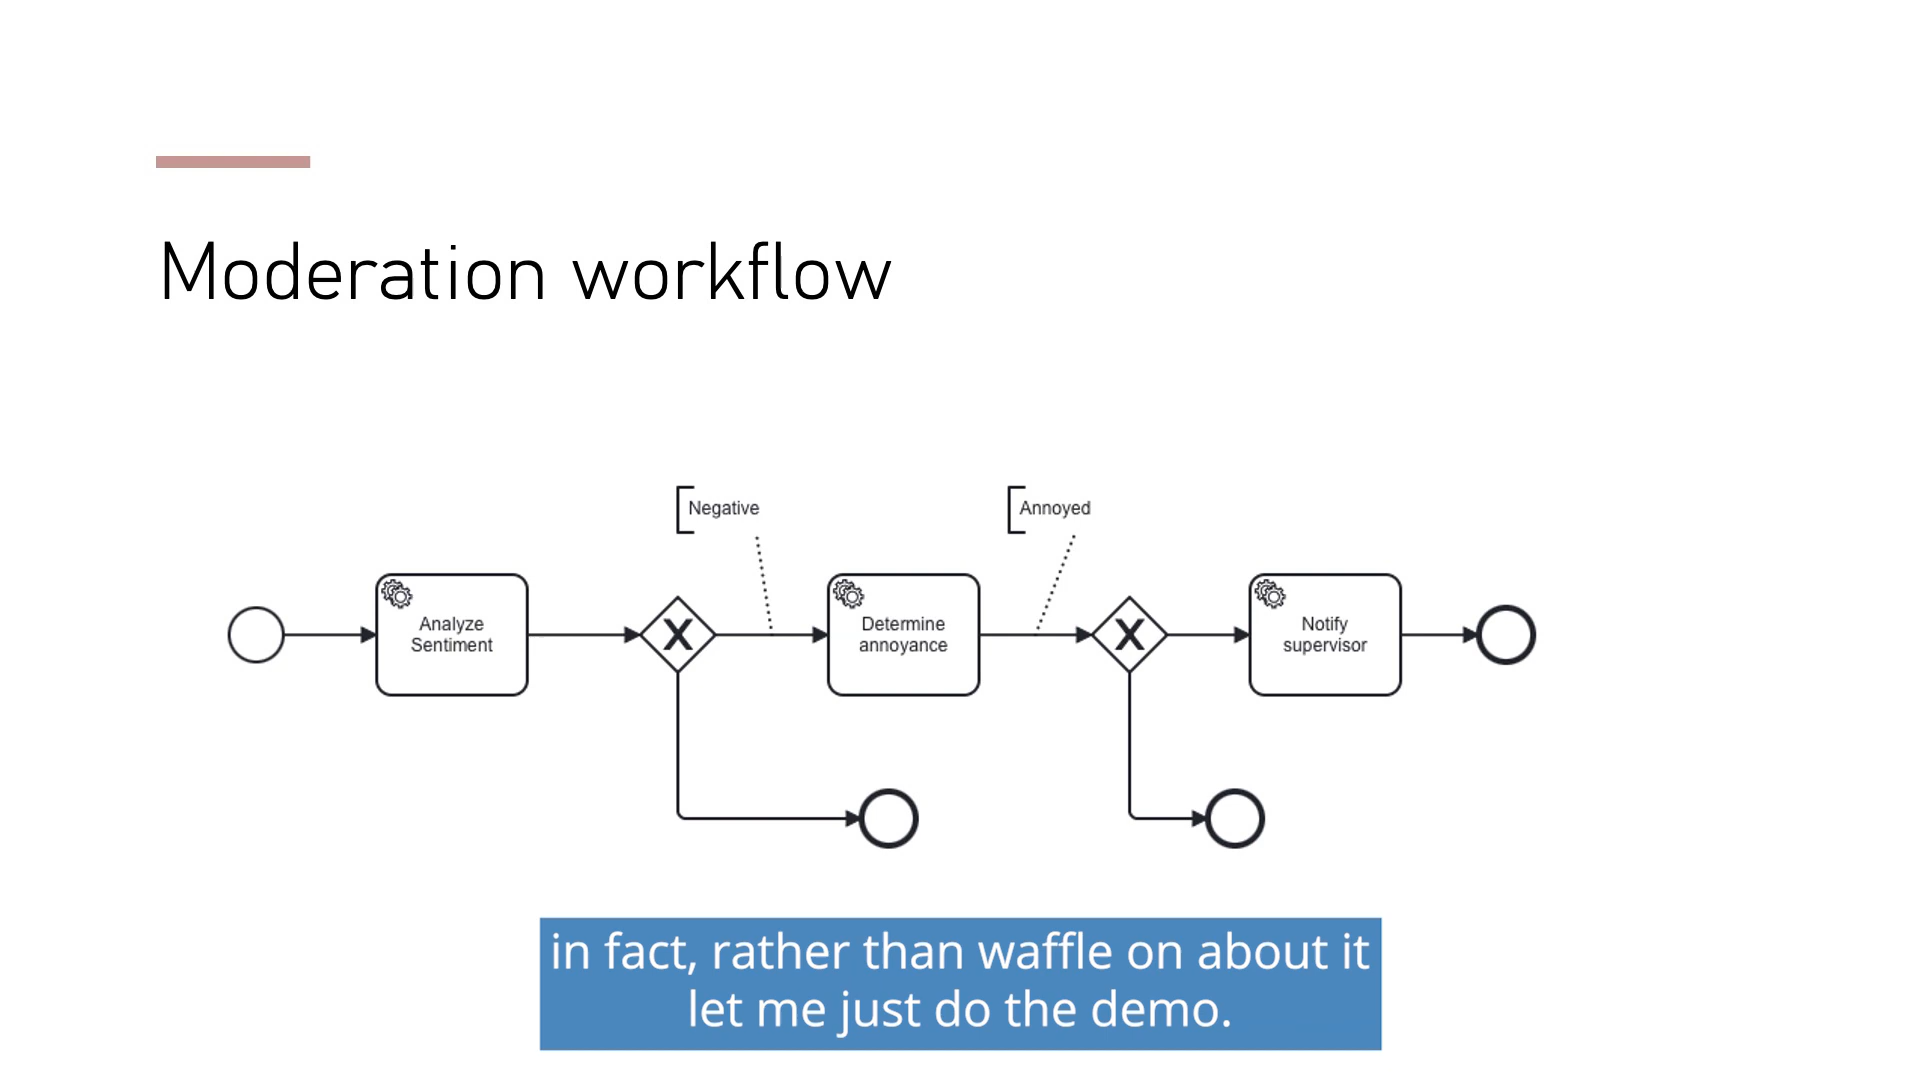 Moderation workflow
Negative
Annoyed
Analyze
Sentiment
X
Determine
annoyance
X
Notify
supervisor
in fact, rather than waffle on about it
let me just do the demo.